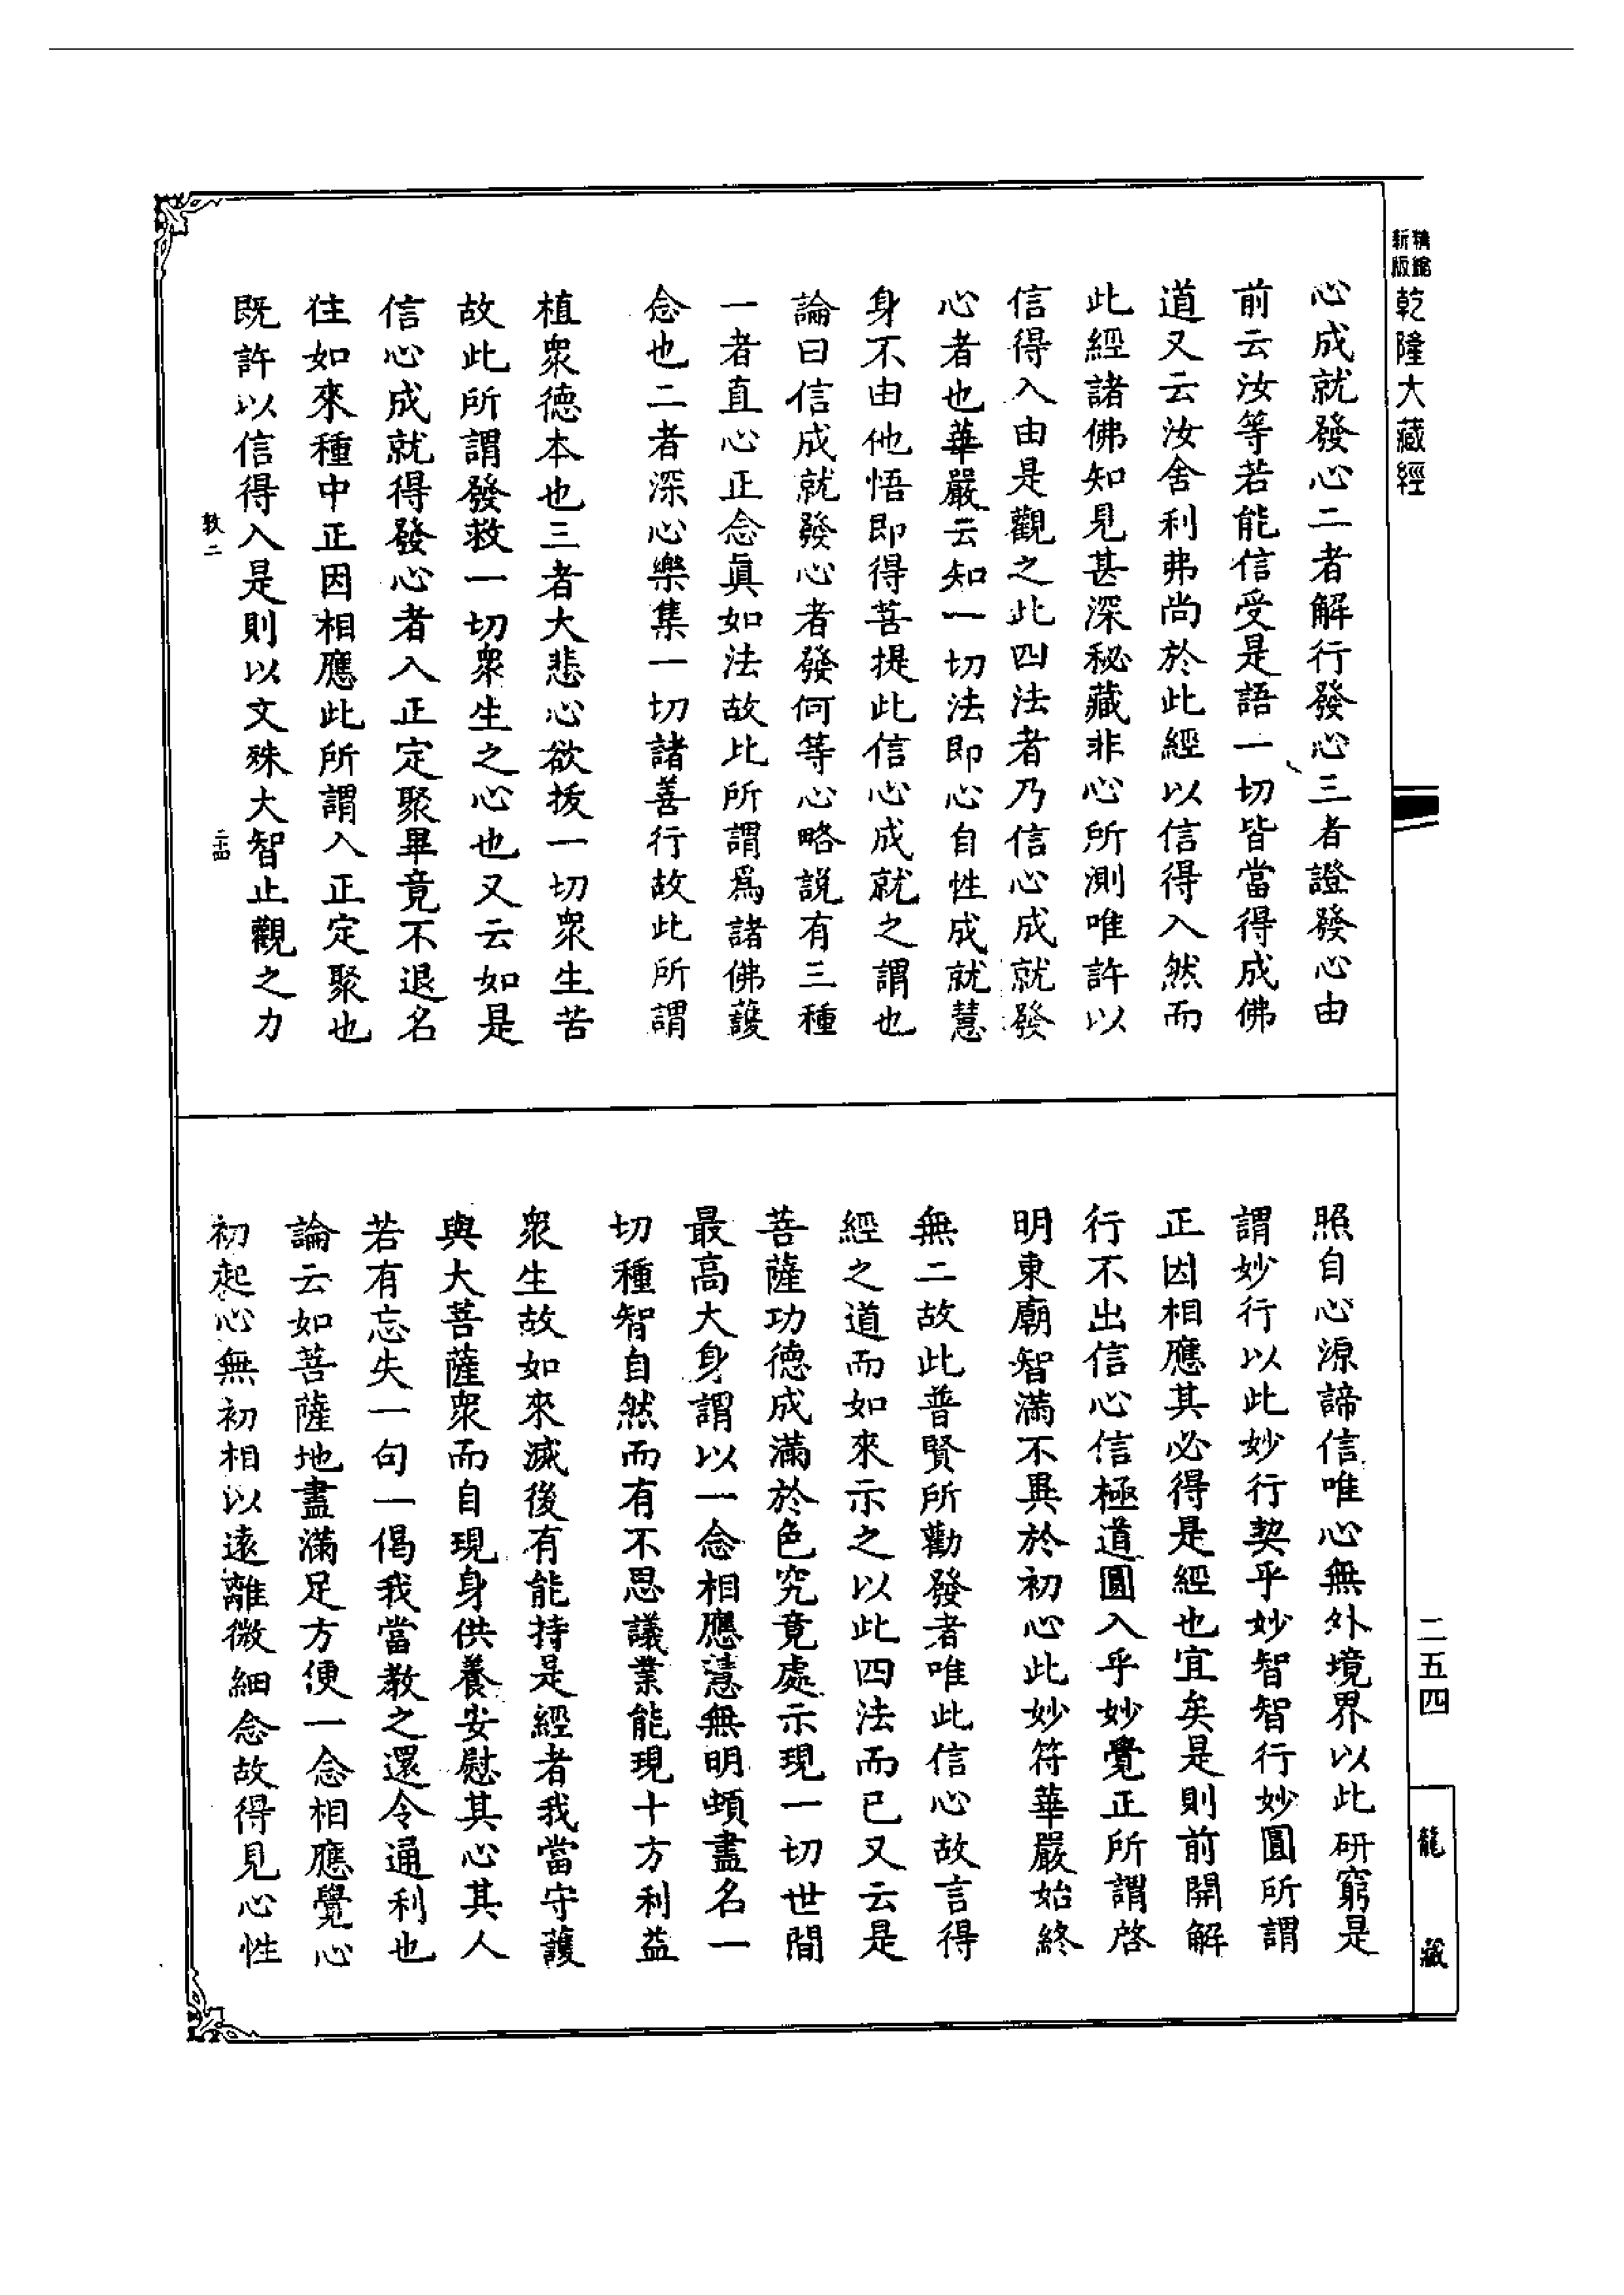 精縮
新版
乾隆大藏經
心成就發心二者解行發心三者證發心由
前云汝等若能信受是語一切皆當得成佛
道又云汝舍利弗尚於此經以信得入然而
此經諸佛知見甚深秘藏非心所測唯許以
信得入由是觀之此四法者乃信心成就發
心者也華嚴云知一切法即心自性成就慧
身不由他悟即得菩提此信心成就之謂也
論曰信成就發心者發何等心略說有三種
一者直心正念眞如法故此所謂爲諸佛護
念也二者深心樂集一切諸善行故此所謂
植衆德本也三者大悲心欲拔一切衆生苦
故此所謂發救一切衆生之心也又云如是
信心成就得發心者入正定聚畢竟不退名
住如來種中正因相應此所謂入正定聚也
既許以信得入是則以文殊大智止觀之力
敦二
二十四
照自心源諦信唯心無外境界以此研窮是
謂妙行以此妙行契乎妙智智行妙圓所謂
正因相應其必得是經也宜矣是則前開解
行不出信心信極道圓入乎妙覺正所謂啓
明東廟智滿不異於初心此妙符華嚴始終
無二故此普賢所勸發者唯此信心故言得
經之道而如來示之以此四法而已又云是
菩薩功德成滿於色究竟處示現一切世間
最高大身謂以一念相應慧無明頓盡名一
切種智自然而有不思議業能現十方利益
衆生故如來滅後有能持是經者我當守護
與大菩薩衆而自現身供養安慰其心其人
若有忘失一句一偈我當教之還令通利也
論云如菩薩地盡滿足方便一念相應覺心
初起心無初相以遠離微細念故得見心性
二五四
龍藏